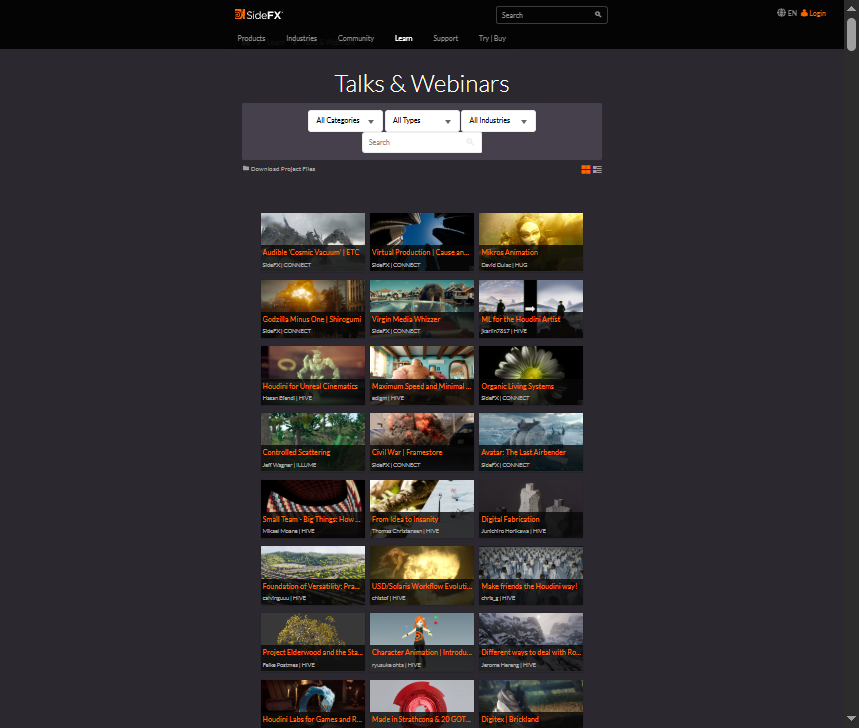 SideFX
Search
EN Login
Products Industries Community Learn Support Try | Buy
Talks & Webinars
All Categories All Types All Industries
Search
Download Project Files
Audible 'Cosmic Vacuum' | ETC
SideFX | CONNECT
Virtual Production | Cause an...
SideFX | CONNECT
Mikros Animation
David Dulac | HUG
Godzilla Minus One | Shirogumi
SideFX | CONNECT
Virgin Media Whizzer
SideFX | CONNECT
ML for the Houdini Artist
jkarlin7857 | HIVE
Houdini for Unreal Cinematics
Hasan Bilendi | HIVE
Maximum Speed and Minimal ...
edigm | HIVE
Organic Living Systems
SideFX | CONNECT
Controlled Scattering
Jeff Wagner | ILLUME
Civil War | Framestore
SideFX | CONNECT
Avatar: The Last Airbender
SideFX | CONNECT
Small Team - Big Things: How ...
Mikael Moana | HIVE
From Idea to Insanity
Thomas Christensen | HIVE
Digital Fabrication
Junichiro Horikawa | HIVE
Foundation of Versatility: Pra...
calvinguuu | HIVE
USD/Solaris Workflow Evoluti...
christof | HIVE
Make friends the Houdini way!
chris_g | HIVE
Project Elderwood and the Sta...
Felke Postmes | HIVE
Character Animation | Introdu...
ryusuke ohta | HIVE
Different ways to deal with Ro...
Jerome Hereng | HIVE
Houdini Labs for Games and R...
Made in Strathcona & 20 GOT...
Digitex | Brickland